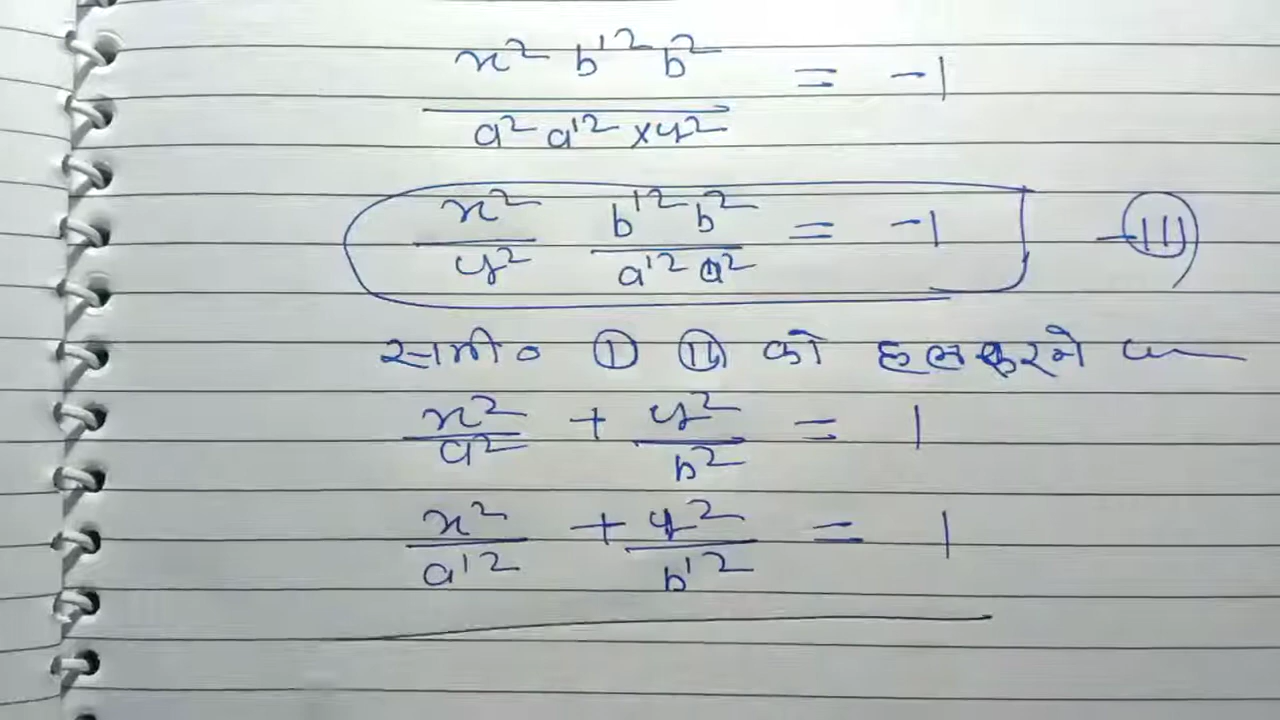 x² b'² b² / a² a'² × y² = -1
x² / y² b'² b² / a'² a² = -1 — (III)
समी० (I) (II) को हल करने पर
x² / a² + y² / b² = 1
x² / a'² + y² / b'² = 1